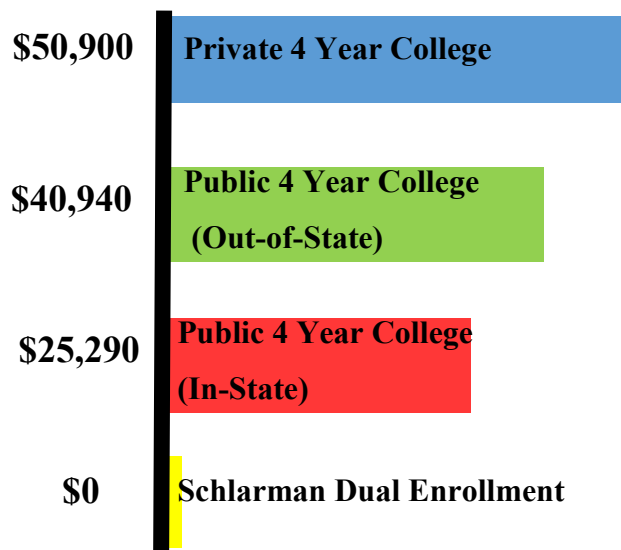 $50,900 Private 4 Year College
$40,940 Public 4 Year College
(Out-of-State)
$25,290 Public 4 Year College
(In-State)
$0 Schlarman Dual Enrollment